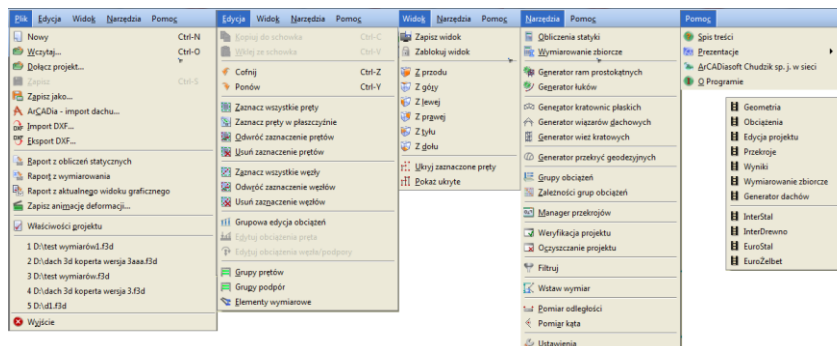 Plik Edycja Widok Narzędzia Pomoc
Nowy Ctrl-N
Wczytaj... Ctrl-O
Dołącz projekt...
Zapisz Ctrl-S
Zapisz jako...
ArCADia - import dachu...
Import DXF...
Eksport DXF...
Raport z obliczeń statycznych
Raport z wymiarowania
Raport z aktualnego widoku graficznego
Zapisz animację deformacji...
Właściwości projektu
1 D:\test wymiarów1.f3d
2 D:\dach 3d koperta wersja 3aaa.f3d
3 D:\test wymiarów.f3d
4 D:\dach 3d koperta wersja 3.f3d
5 D:\d1.f3d
Wyjście
Edycja Widok Narzędzia Pomoc
Kopiuj do schowka Ctrl-C
Wklej ze schowka Ctrl-V
Cofnij Ctrl-Z
Ponów Ctrl-Y
Zaznacz wszystkie pręty
Zaznacz pręty w płaszczyźnie
Odwróć zaznaczenie prętów
Usuń zaznaczenie prętów
Zaznacz wszystkie węzły
Odwróć zaznaczenie węzłów
Usuń zaznaczenie węzłów
Grupowa edycja obciążeń
Edytuj obciążenia pręta
Edytuj obciążenia węzła/podpory
Grupy prętów
Grupy podpór
Elementy wymiarowe
Widok Narzędzia Pomoc
Zapisz widok
Zablokuj widok
Z przodu
Z góry
Z lewej
Z prawej
Z tyłu
Z dołu
Ukryj zaznaczone pręty
Pokaż ukryte
Narzędzia Pomoc
Obliczenia statyki
Wymiarowanie zbiorcze
Generator ram prostokątnych
Generator łuków
Generator kratownic płaskich
Generator wiązarów dachowych
Generator wież kratowych
Generator przekryć geodezyjnych
Grupy obciążeń
Zależności grup obciążeń
Manager przekrojów
Weryfikacja projektu
Oczyszczanie projektu
Filtruj
Wstaw wymiar
Pomiar odległości
Pomiar kąta
Ustawienia
Pomoc
Spis treści
Prezentacje
ArCADiasoft Chudzik sp. j. w sieci
O Programie
Geometria
Obciążenia
Edycja projektu
Przekroje
Wyniki
Wymiarowanie zbiorcze
Generator dachów
InterStal
InterDrewno
EuroStal
EuroŻelbet